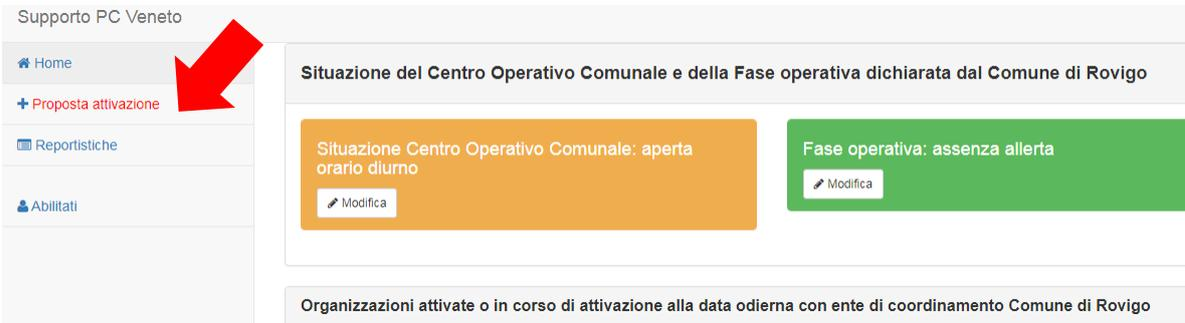 Supporto PC Veneto
Home
Proposta attivazione
Reportistiche
Abilitati
Situazione del Centro Operativo Comunale e della Fase operativa dichiarata dal Comune di Rovigo
Situazione Centro Operativo Comunale: aperta
orario diurno
Modifica
Fase operativa: assenza allerta
Modifica
Organizzazioni attivate o in corso di attivazione alla data odierna con ente di coordinamento Comune di Rovigo